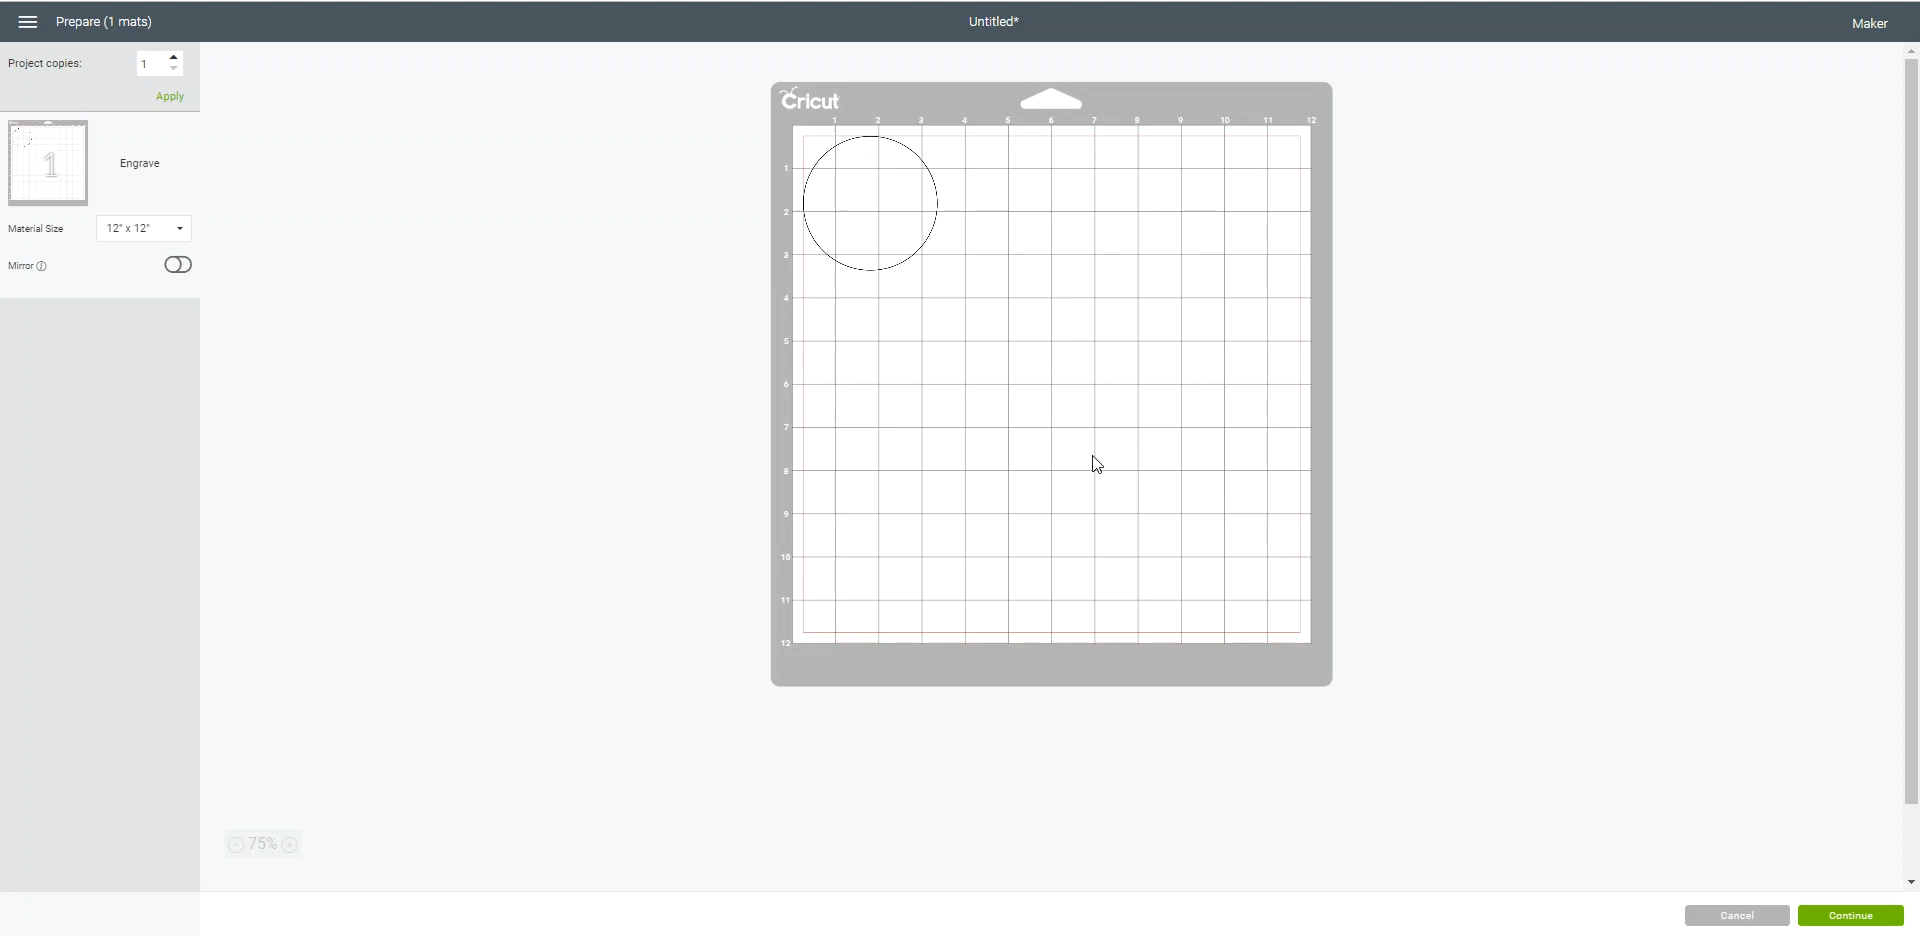 Prepare (1 mats)
Untitled*
Maker
Project copies:
1
Apply
1
Engrave
Material Size
12" x 12"
Mirror
Cricut
1 2 3 4 5 6 7 8 9 10 11 12
1
2
3
4
5
6
7
8
9
10
11
12
75%
Cancel
Continue